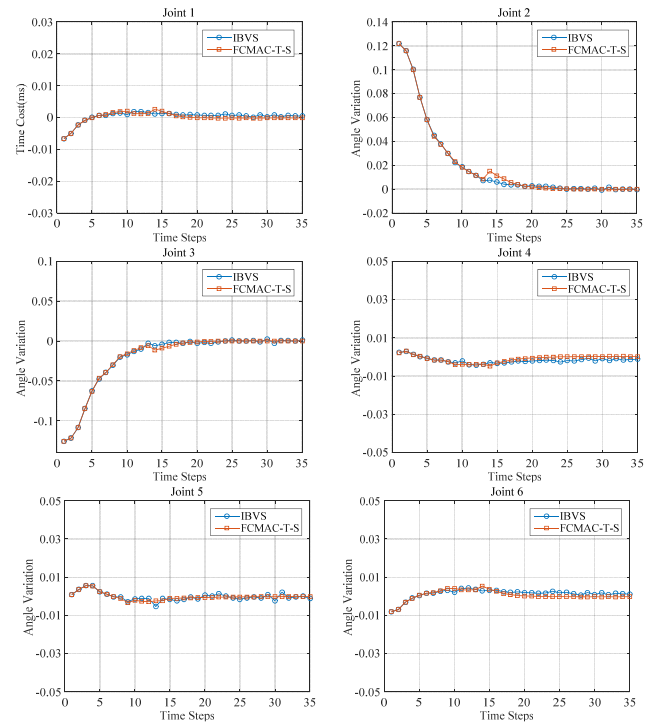 Joint 1
Time Cost(ms)
0.03
0.02
0.01
0
-0.01
-0.02
-0.03
IBVS
FCMAC-T-S
0 5 10 15 20 25 30 35
Time Steps
Joint 2
Angle Variation
0.14
0.12
0.1
0.08
0.06
0.04
0.02
0
-0.02
IBVS
FCMAC-T-S
0 5 10 15 20 25 30 35
Time Steps
Joint 3
Angle Variation
0.1
0.05
0
-0.05
-0.1
IBVS
FCMAC-T-S
0 5 10 15 20 25 30 35
Time Steps
Joint 4
Angle Variation
0.05
0.03
0.01
-0.01
-0.03
0.05
IBVS
FCMAC-T-S
0 5 10 15 20 25 30 35
Time Steps
Joint 5
Angle Variation
0.05
0.03
0.01
-0.01
-0.03
-0.05
IBVS
FCMAC-T-S
0 5 10 15 20 25 30 35
Time Steps
Joint 6
Angle Variation
0.05
0.03
0.01
-0.01
-0.03
-0.05
IBVS
FCMAC-T-S
0 5 10 15 20 25 30 35
Time Steps